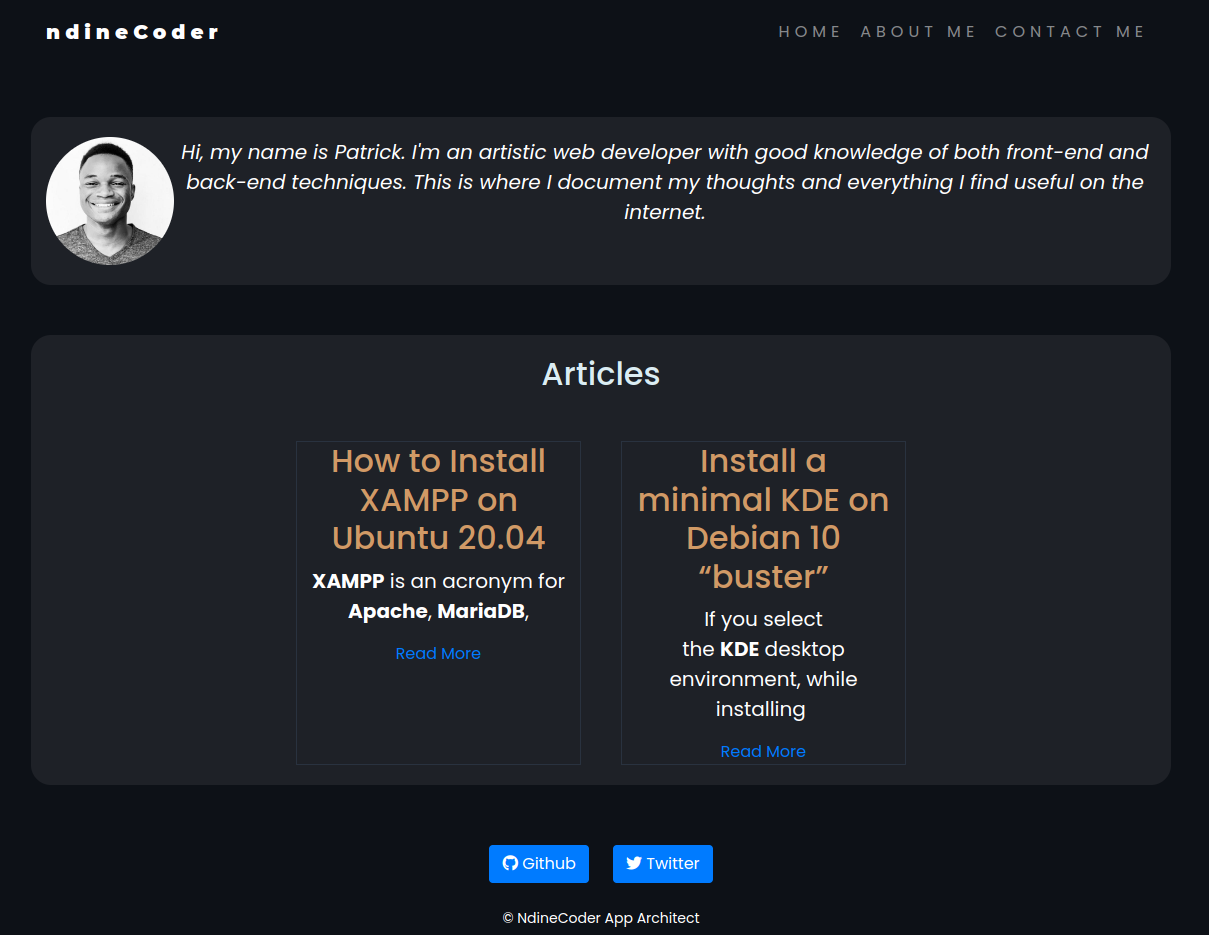 ndineCoder
HOME ABOUT ME CONTACT ME
Hi, my name is Patrick. I'm an artistic web developer with good knowledge of both front-end and
back-end techniques. This is where I document my thoughts and everything I find useful on the
internet.
Articles
How to Install
XAMPP on
Ubuntu 20.04
XAMPP is an acronym for
Apache, MariaDB,
Read More
Install a
minimal KDE on
Debian 10
“buster”
If you select
the KDE desktop
environment, while
installing
Read More
Github
Twitter
© NdineCoder App Architect